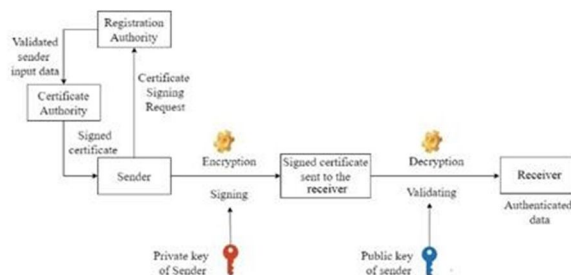 Registration
Authority
Validated
sender
input data
Certificate
Signing
Request
Certificate
Authority
Signed
certificate
Sender
Encryption
Signing
Signed certificate
sent to the
receiver
Decryption
Validating
Receiver
Authenticated
data
Private key
of Sender
Public key
of sender